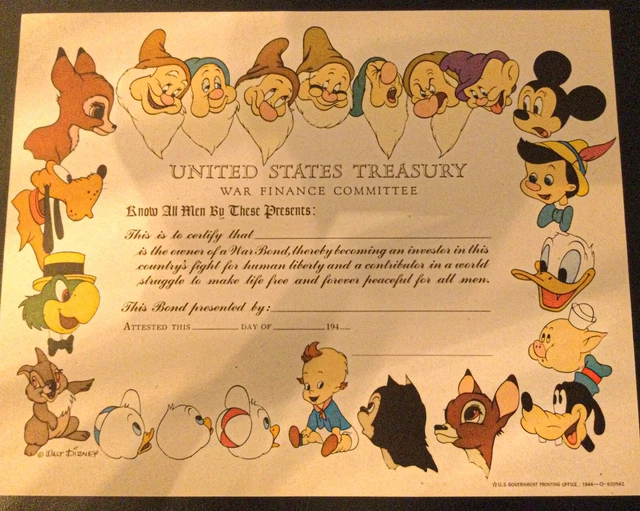 UNITED STATES TREASURY
WAR FINANCE COMMITTEE
Know All Men By These Presents:
This is to certify that
is the owner of a War Bond, thereby becoming an investor in this
country's fight for human liberty and a contributor in a world
struggle to make life free and forever peaceful for all men.
This Bond presented by:
ATTESTED THIS DAY OF , 194
© WALT DISNEY
☆ U.S. GOVERNMENT PRINTING OFFICE : 1944—O